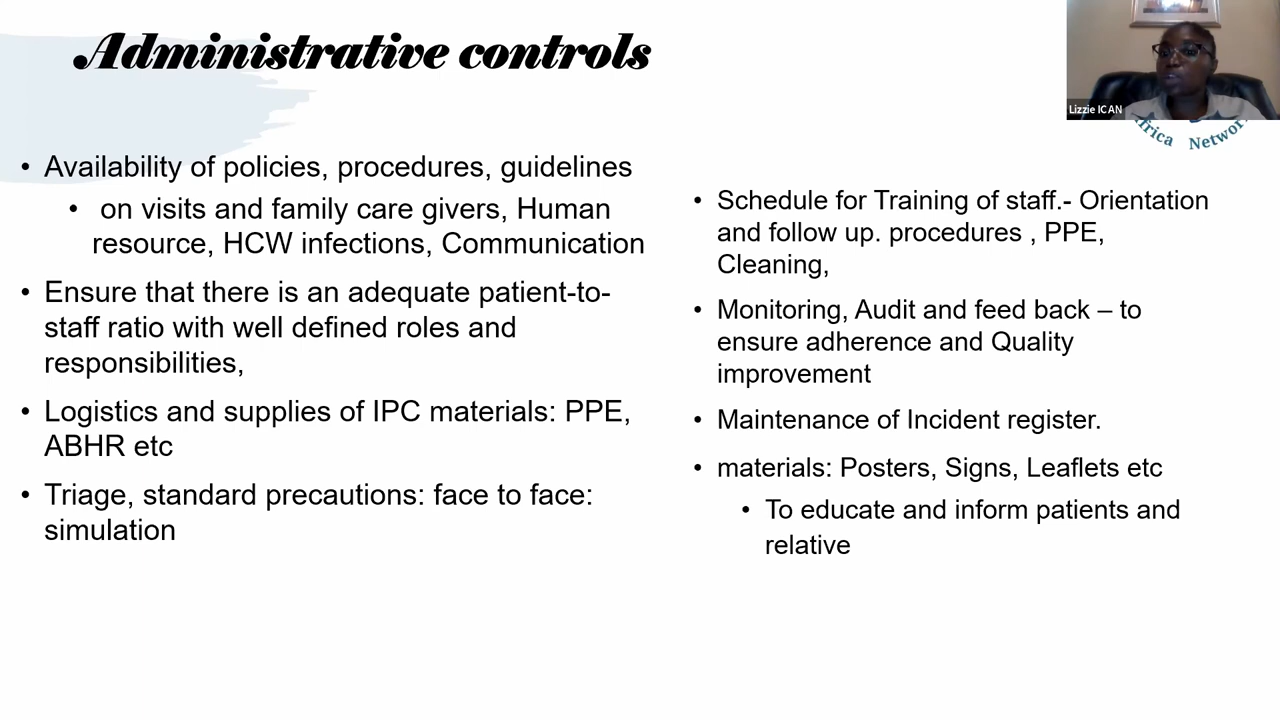 Administrative controls
Lizzie ICAN
Africa Network
• Availability of policies, procedures, guidelines
• on visits and family care givers, Human
resource, HCW infections, Communication
• Ensure that there is an adequate patient-to-
staff ratio with well defined roles and
responsibilities,
• Logistics and supplies of IPC materials: PPE,
ABHR etc
• Triage, standard precautions: face to face:
simulation
• Schedule for Training of staff.- Orientation
and follow up. procedures , PPE,
Cleaning,
• Monitoring, Audit and feed back – to
ensure adherence and Quality
improvement
• Maintenance of Incident register.
• materials: Posters, Signs, Leaflets etc
• To educate and inform patients and
relative